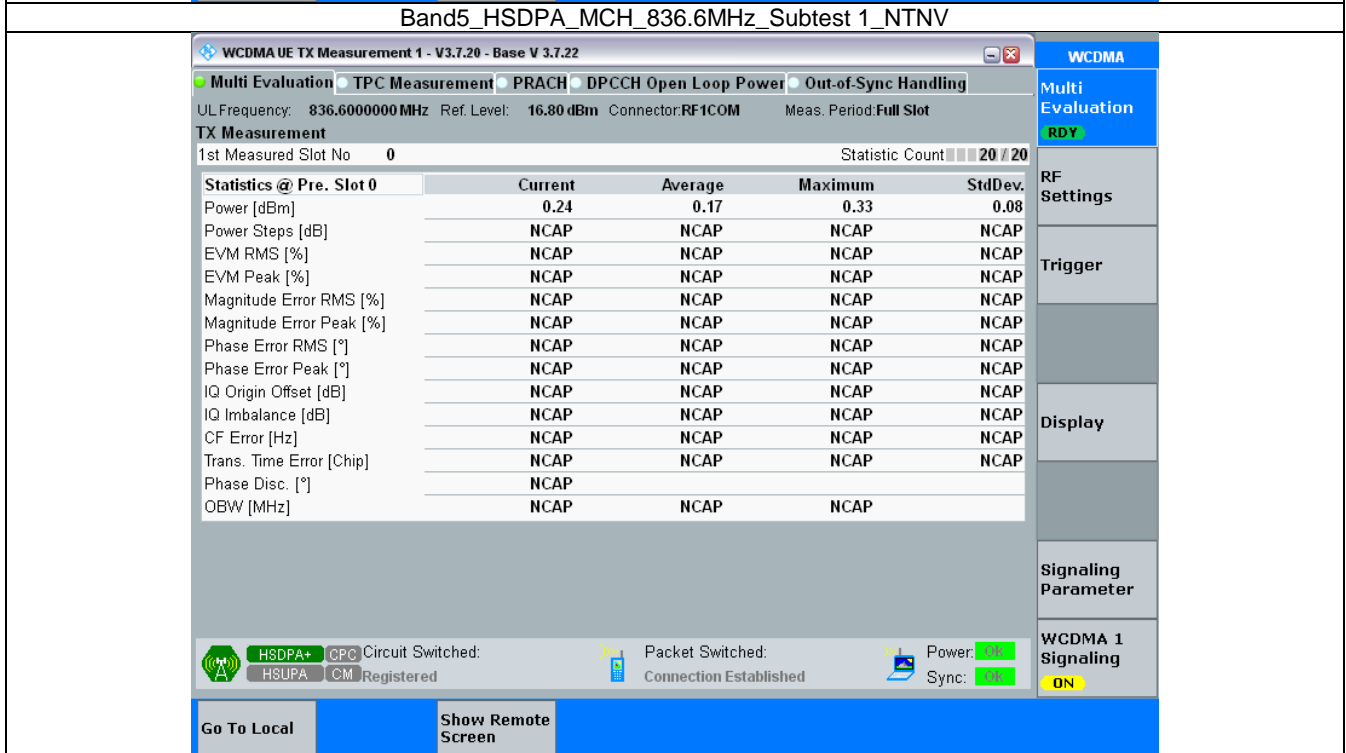 Band5_HSDPA_MCH_836.6MHz_Subtest 1_NTNV
WCDMA UE TX Measurement 1 - V3.7.20 - Base V 3.7.22
WCDMA
Multi Evaluation TPC Measurement PRACH DPCCH Open Loop Power Out-of-Sync Handling
Multi Evaluation
RDY
UL Frequency: 836.6000000 MHz Ref. Level: 16.80 dBm Connector:RF1COM Meas. Period:Full Slot
TX Measurement
1st Measured Slot No 0 Statistic Count 20 / 20
Statistics @ Pre. Slot 0 Current Average Maximum StdDev.
Power [dBm] 0.24 0.17 0.33 0.08
Power Steps [dB] NCAP NCAP NCAP NCAP
EVM RMS [%] NCAP NCAP NCAP NCAP
EVM Peak [%] NCAP NCAP NCAP NCAP
Magnitude Error RMS [%] NCAP NCAP NCAP NCAP
Magnitude Error Peak [%] NCAP NCAP NCAP NCAP
Phase Error RMS [°] NCAP NCAP NCAP NCAP
Phase Error Peak [°] NCAP NCAP NCAP NCAP
IQ Origin Offset [dB] NCAP NCAP NCAP NCAP
IQ Imbalance [dB] NCAP NCAP NCAP NCAP
CF Error [Hz] NCAP NCAP NCAP NCAP
Trans. Time Error [Chip] NCAP NCAP NCAP NCAP
Phase Disc. [°] NCAP
OBW [MHz] NCAP NCAP NCAP
RF
Settings
Trigger
Display
Signaling
Parameter
WCDMA 1
Signaling
ON
HSDPA+ CPC Circuit Switched: Packet Switched: Power: Ok
HSUPA CM Registered Connection Established Sync: Ok
Go To Local
Show Remote
Screen